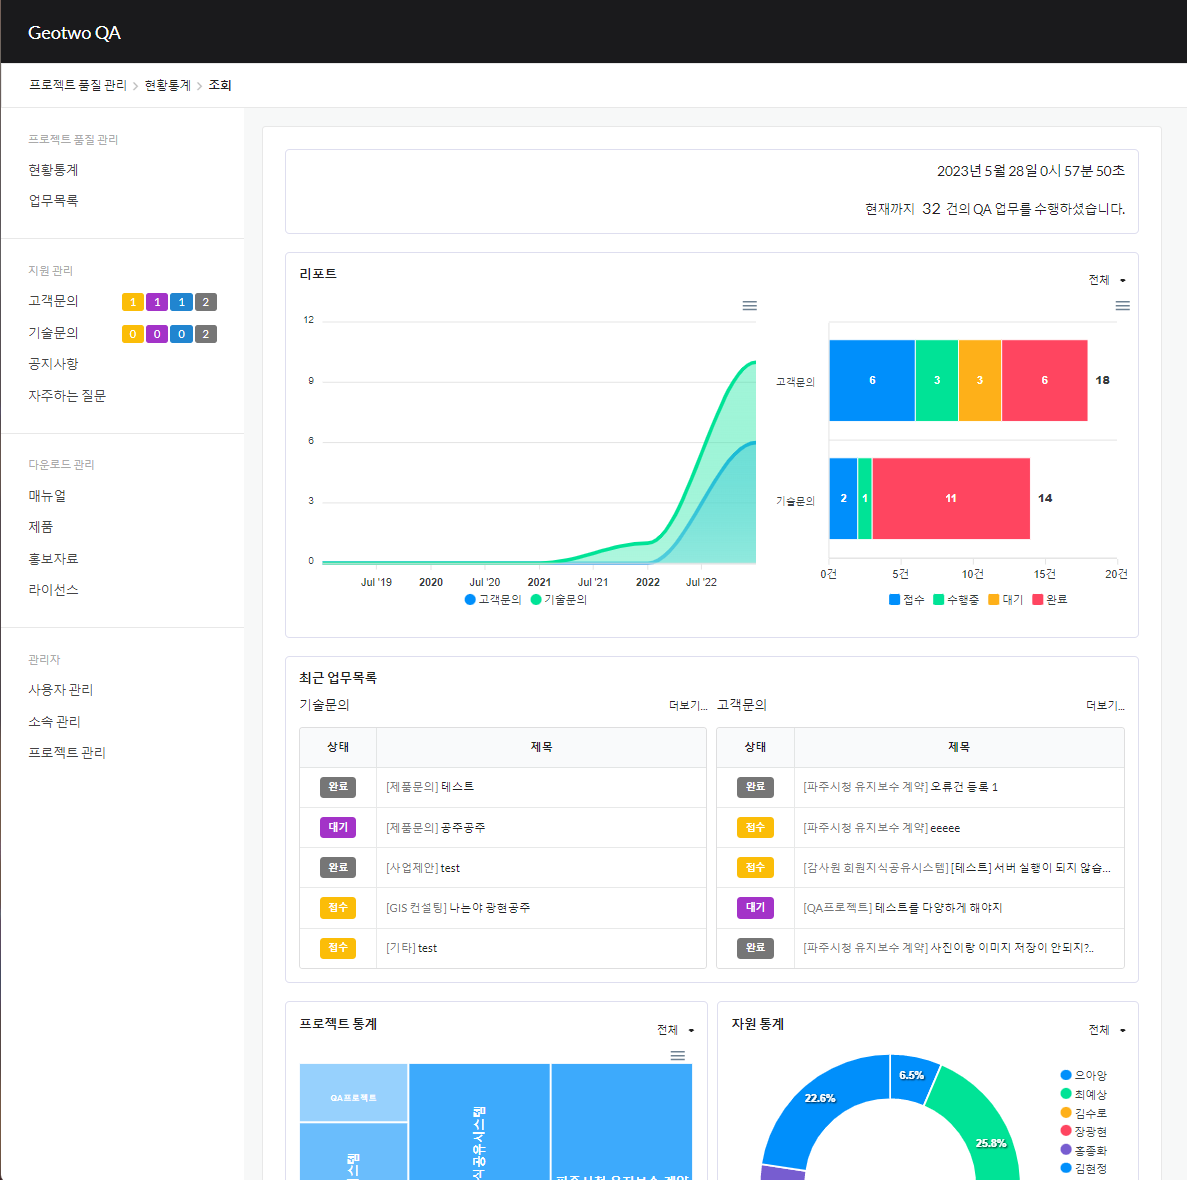 Geotwo QA
프로젝트 품질 관리 > 현황통계 > 조회
프로젝트 품질 관리
현황통계
업무목록
지원 관리
고객문의 1 1 1 2
기술문의 0 0 0 2
공지사항
자주하는 질문
다운로드 관리
매뉴얼
제품
홍보자료
라이선스
관리자
사용자 관리
소속 관리
프로젝트 관리
2023년 5월 28일 0시 57분 50초
현재까지 32 건의 QA 업무를 수행하셨습니다.
리포트
전체
12
9
6
3
0
Jul '19 2020 Jul '20 2021 Jul '21 2022 Jul '22
고객문의 기술문의
고객문의 6 3 3 6 18
기술문의 2 1 11 14
0건 5건 10건 15건 20건
접수 수행중 대기 완료
최근 업무목록
기술문의 더보기...
상태 제목
완료 [제품문의] 테스트
대기 [제품문의] 공주공주
완료 [사업제안] test
접수 [GIS 컨설팅] 나는야 광현공주
접수 [기타] test
고객문의 더보기...
상태 제목
완료 [파주시청 유지보수 계약] 오류건 등록 1
접수 [파주시청 유지보수 계약] eeeee
접수 [감사원 회원지식공유시스템] [테스트] 서버 실행이 되지 않습...
대기 [QA프로젝트] 테스트를 다양하게 해야지
완료 [파주시청 유지보수 계약] 사진이랑 이미지 저장이 안되지?..
프로젝트 통계
전체
QA프로젝트
식공유시스템
파주시청 유지보수 계약
자원 통계
전체
22.6%
6.5%
25.8%
으아앙
최예상
김수로
장광현
홍종화
김현정